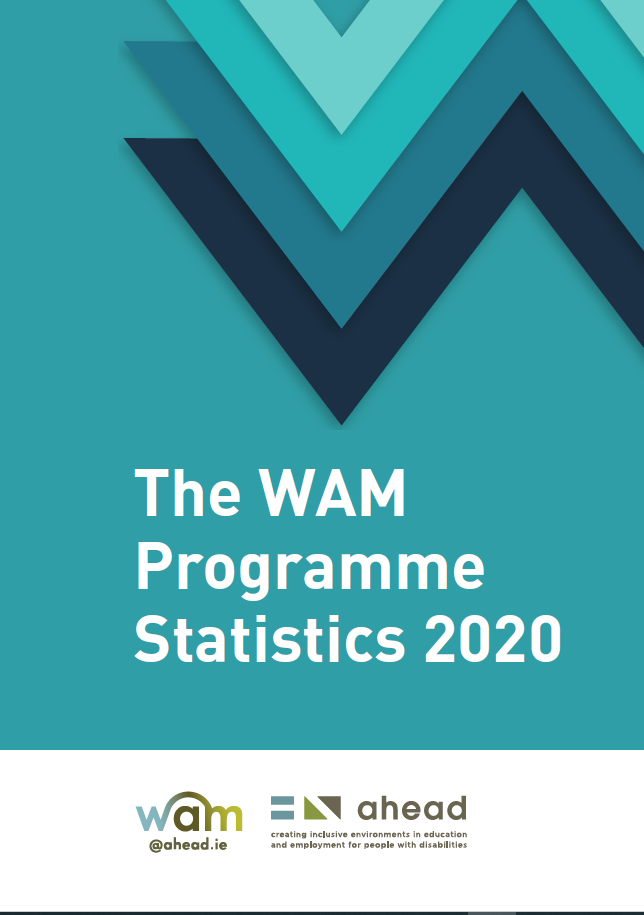 The WAM
Programme
Statistics 2020
wam
@ahead.ie
ahead
creating inclusive environments in education
and employment for people with disabilities